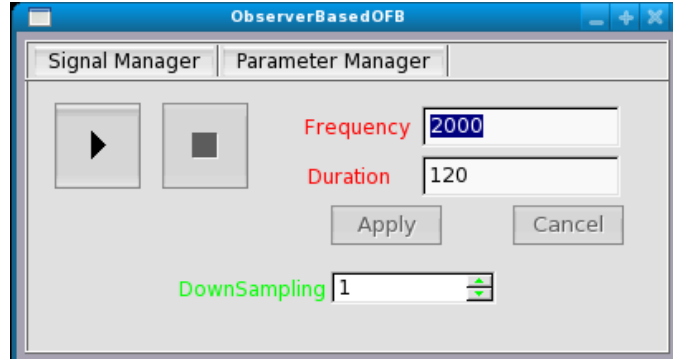 ObserverBasedOFB
Signal Manager Parameter Manager
Frequency 2000
Duration 120
Apply Cancel
DownSampling 1